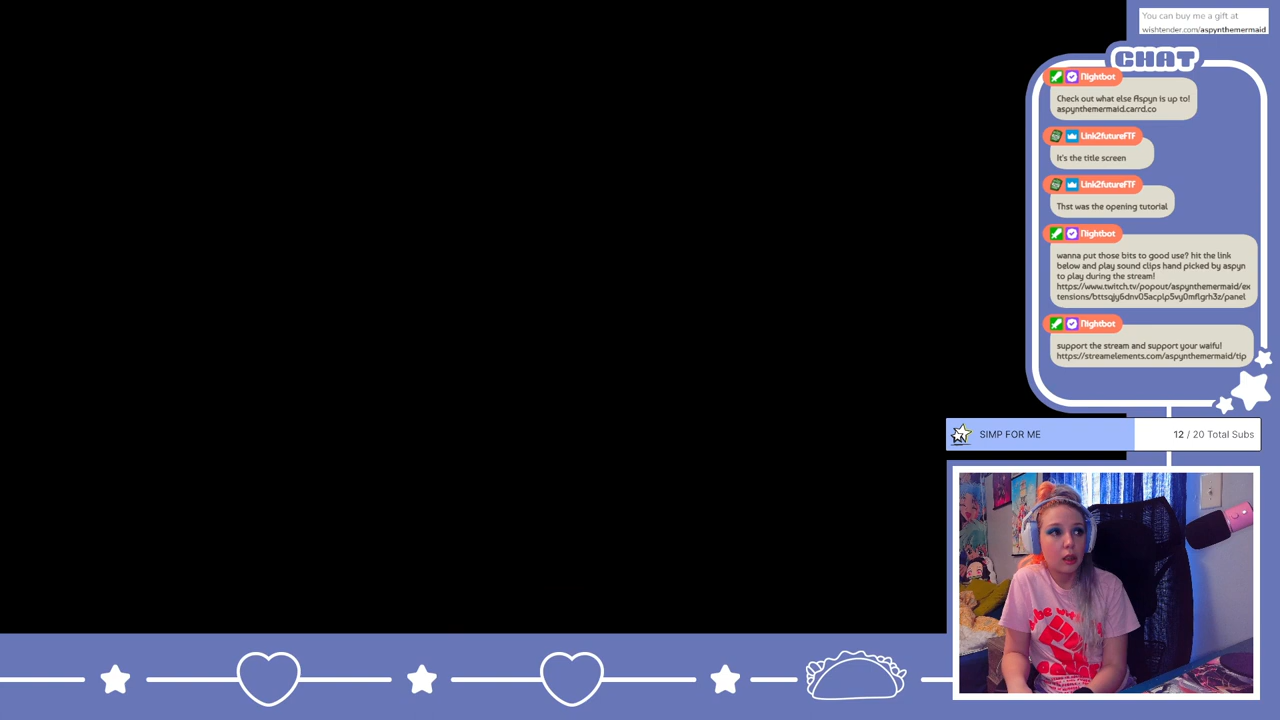 You can buy me a gift at
wishtender.com/aspynthemermaid
CHAT
Nightbot
Check out what else Aspyn is up to!
aspynthemermaid.carrd.co
Link2futureFTF
It's the title screen
Link2futureFTF
Thst was the opening tutorial
Nightbot
wanna put those bits to good use? hit the link
below and play sound clips hand picked by aspyn
to play during the stream!
https://www.twitch.tv/popout/aspynthemermaid/ex
tensions/bttsqjy6dnv05acplp5vy0mflgrh3z/panel
Nightbot
support the stream and support your waifu!
https://streamelements.com/aspynthemermaid/tip
SIMP FOR ME
12 / 20 Total Subs